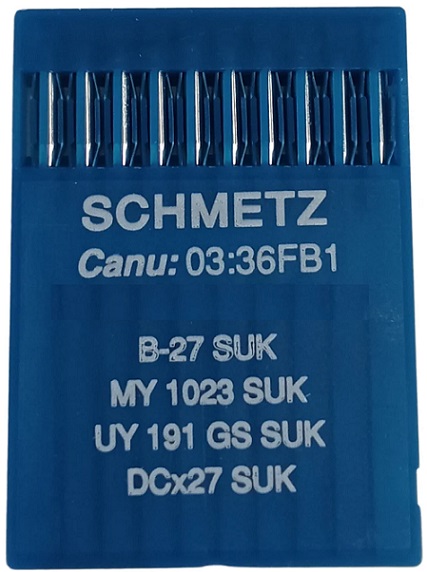 SCHMETZ
Canu: 03:36FB1
B-27 SUK
MY 1023 SUK
UY 191 GS SUK
DCx27 SUK